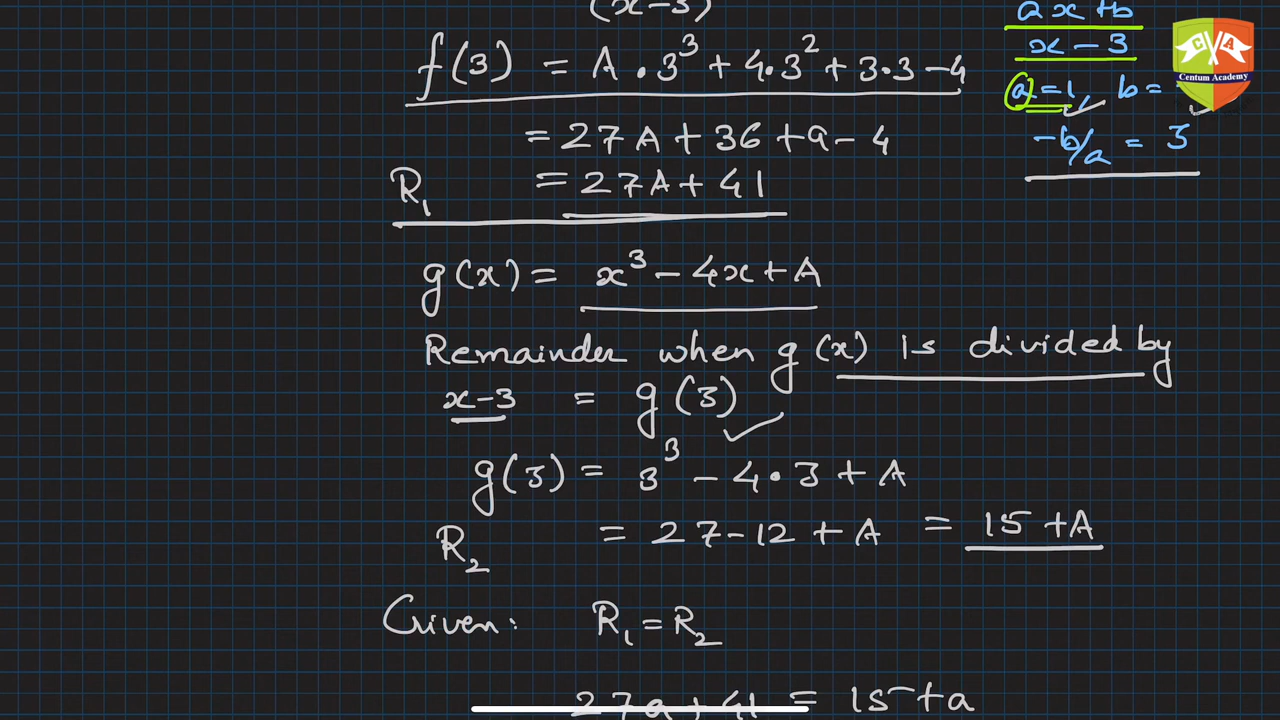 (x-3)
f(3) = A·3³ + 4·3² + 3·3 - 4
= 27A + 36 + 9 - 4
R₁ = 27A + 41
g(x) = x³ - 4x + A
Remainder when g(x) is divided by
x-3 = g(3)
g(3) = 3³ - 4·3 + A
R₂ = 27-12 + A = 15 + A
Given: R₁ = R₂
27a + 41 = 15 + a
ax+b
x-3
a=1, b=
-b/a = 3
CA
Centum Academy